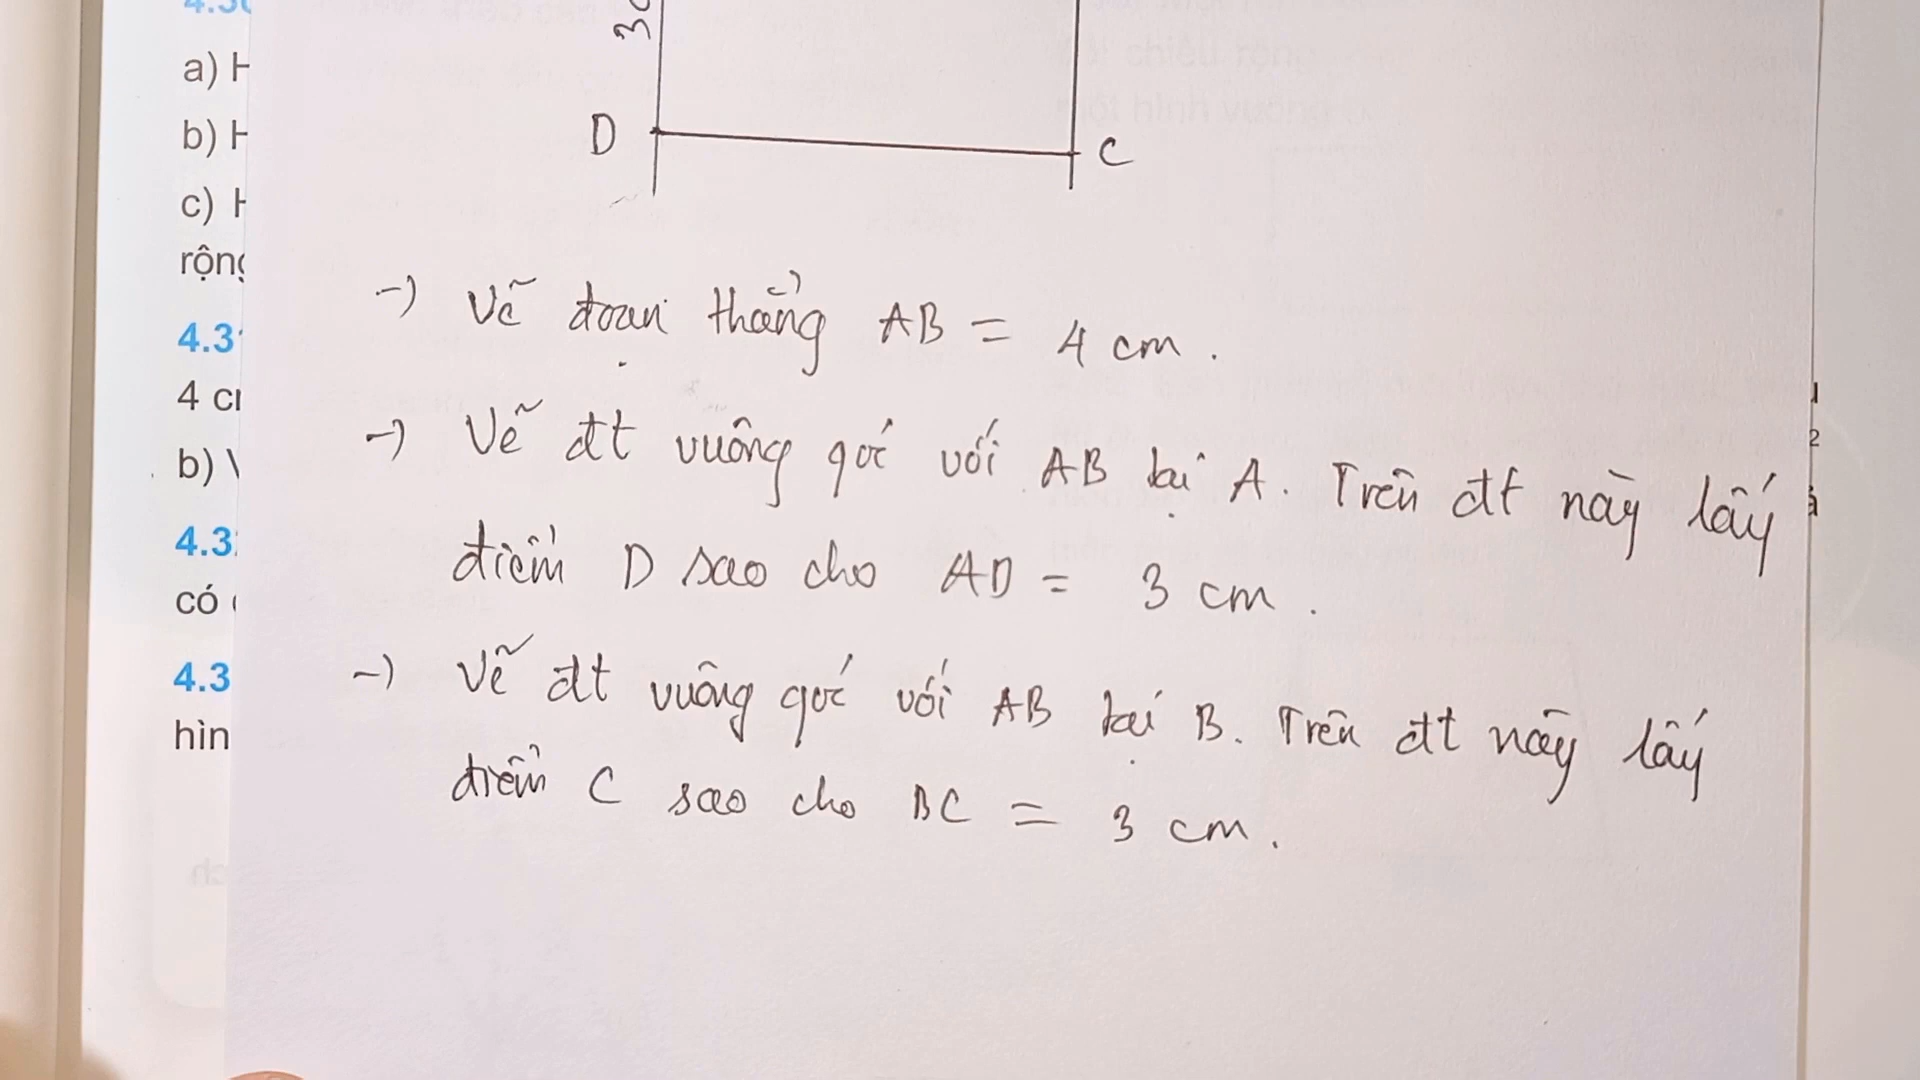 a)
b)
c)
D
C
→ Vẽ đoạn thẳng AB = 4 cm.
→ Vẽ đt vuông góc với AB tại A. Trên đt này lấy
điểm D sao cho AD = 3 cm.
→ Vẽ đt vuông góc với AB tại B. Trên đt này lấy
điểm C sao cho BC = 3 cm.
4.3
4
b)
4.3
có
4.3